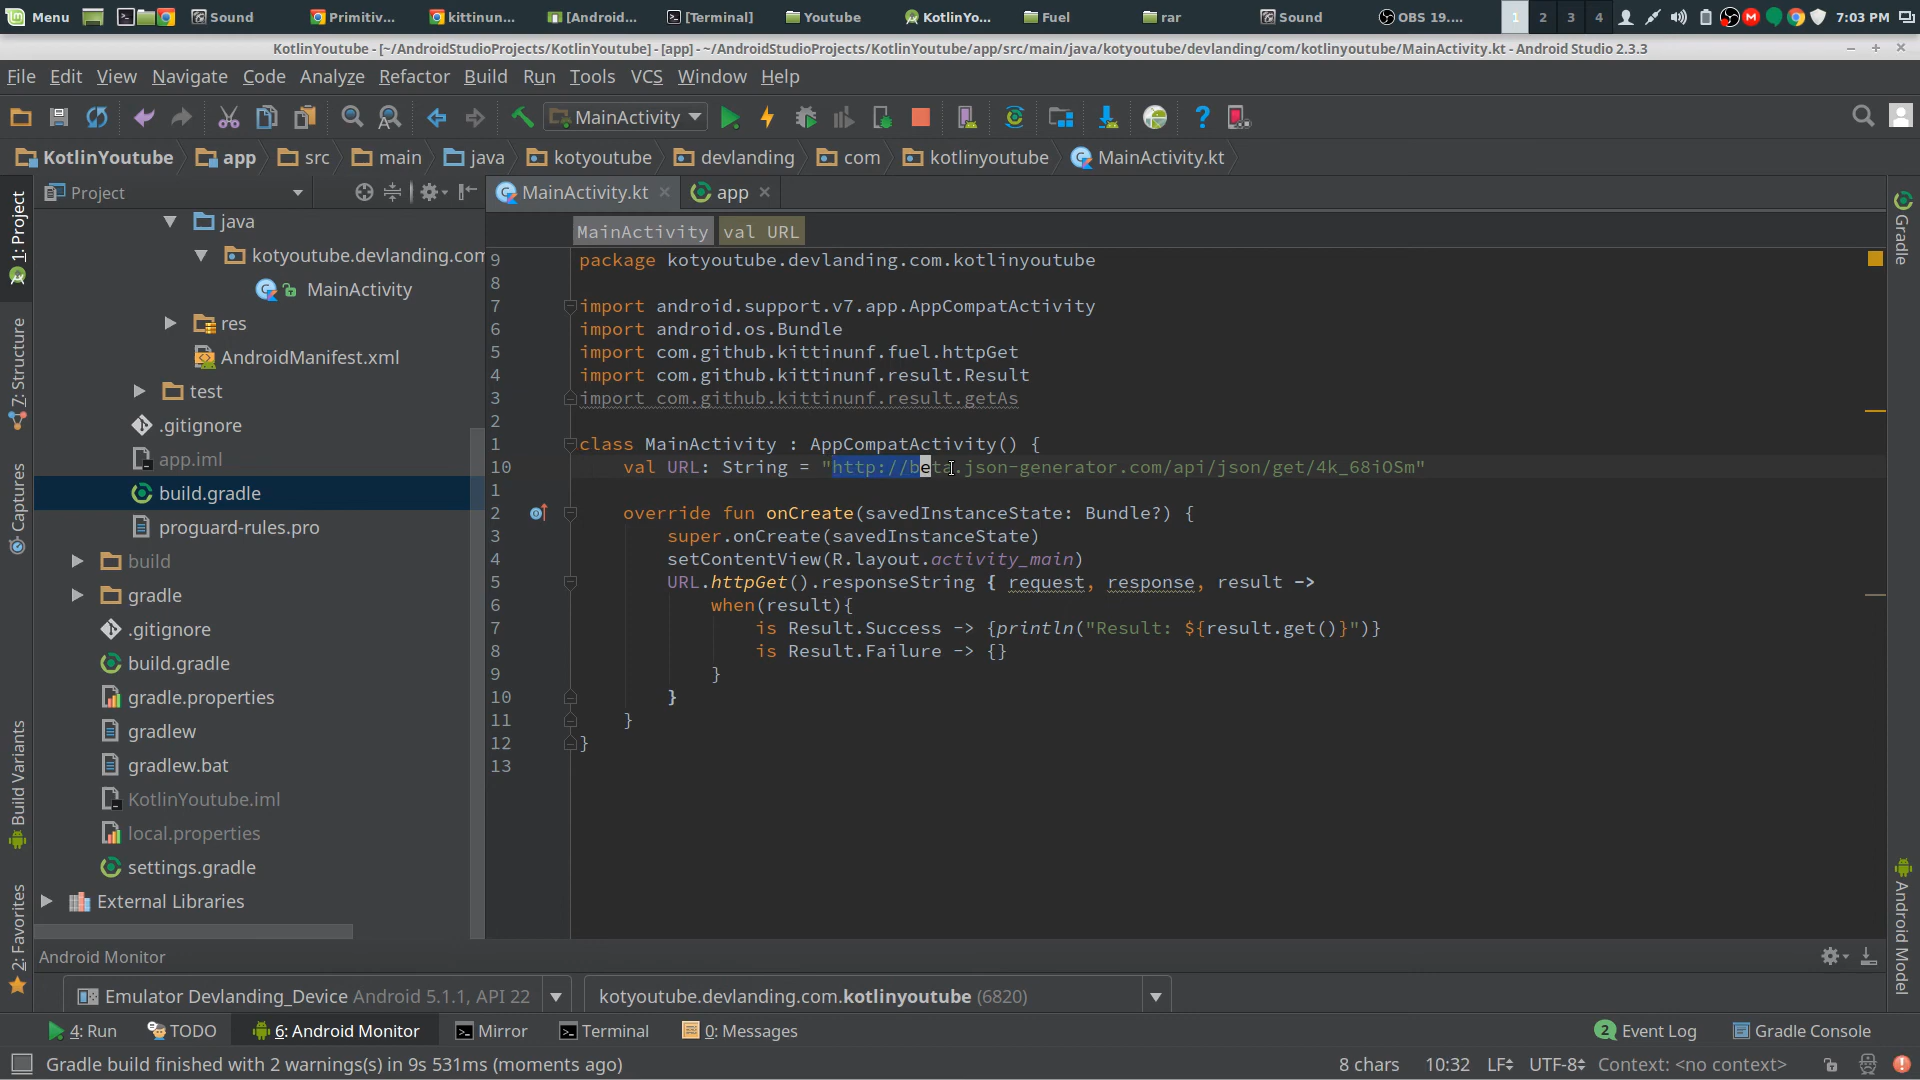 Menu Sound Primitiv... kittinun... [Android... [Terminal] Youtube KotlinYo... Fuel rar Sound OBS 19.... 1 2 3 4 7:03 PM
KotlinYoutube - [~/AndroidStudioProjects/KotlinYoutube] - [app] - ~/AndroidStudioProjects/KotlinYoutube/app/src/main/java/kotyoutube/devlanding/com/kotlinyoutube/MainActivity.kt - Android Studio 2.3.3
File Edit View Navigate Code Analyze Refactor Build Run Tools VCS Window Help
MainActivity
KotlinYoutube app src main java kotyoutube devlanding com kotlinyoutube MainActivity.kt
Project MainActivity.kt app
MainActivity val URL
1: Project
7: Structure
Captures
Build Variants
2: Favorites
java
kotyoutube.devlanding.com
MainActivity
res
AndroidManifest.xml
test
.gitignore
app.iml
build.gradle
proguard-rules.pro
build
gradle
.gitignore
build.gradle
gradle.properties
gradlew
gradlew.bat
KotlinYoutube.iml
local.properties
settings.gradle
External Libraries
9 package kotyoutube.devlanding.com.kotlinyoutube
8
7 import android.support.v7.app.AppCompatActivity
6 import android.os.Bundle
5 import com.github.kittinunf.fuel.httpGet
4 import com.github.kittinunf.result.Result
3 import com.github.kittinunf.result.getAs
2
1 class MainActivity : AppCompatActivity() {
10 val URL: String = "http://beta.json-generator.com/api/json/get/4k_68iOSm"
1
2 override fun onCreate(savedInstanceState: Bundle?) {
3 super.onCreate(savedInstanceState)
4 setContentView(R.layout.activity_main)
5 URL.httpGet().responseString { request, response, result ->
6 when(result){
7 is Result.Success -> {println("Result: ${result.get()}")}
8 is Result.Failure -> {}
9 }
10 }
11 }
12 }
13
Gradle
Android Model
Android Monitor
Emulator Devlanding_Device Android 5.1.1, API 22 kotyoutube.devlanding.com.kotlinyoutube (6820)
4: Run TODO 6: Android Monitor Mirror Terminal 0: Messages 2 Event Log Gradle Console
Gradle build finished with 2 warnings(s) in 9s 531ms (moments ago) 8 chars 10:32 LF UTF-8 Context: <no context>